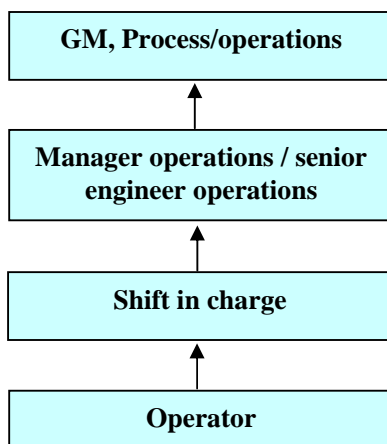 GM, Process/operations
Manager operations / senior
engineer operations
Shift in charge
Operator